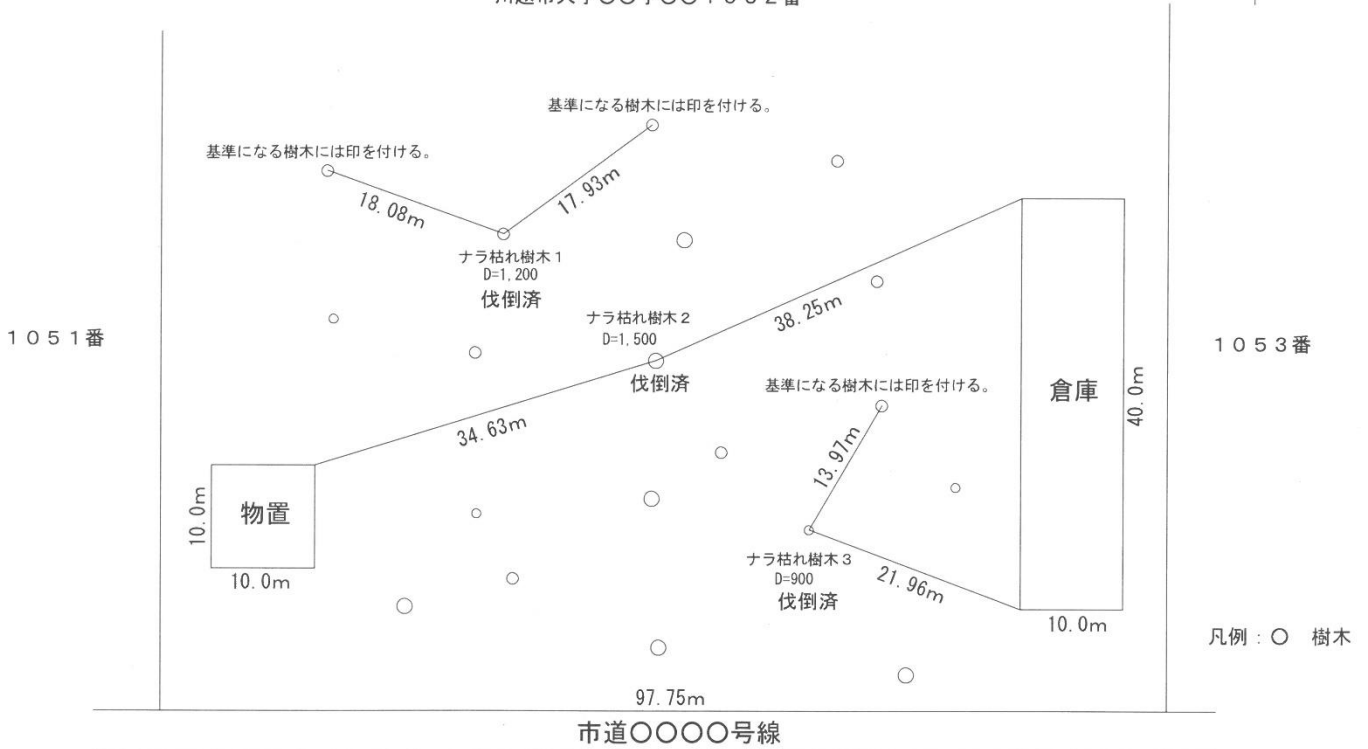 基準になる樹木には印を付ける。
基準になる樹木には印を付ける。
18.08m
17.93m
ナラ枯れ樹木1
D=1,200
伐倒済
ナラ枯れ樹木2
D=1,500
伐倒済
38.25m
34.63m
1051番
1053番
基準になる樹木には印を付ける。
13.97m
倉庫
40.0m
10.0m
物置
10.0m
ナラ枯れ樹木3
D=900
伐倒済
21.96m
10.0m
凡例:○ 樹木
97.75m
市道○○○○号線